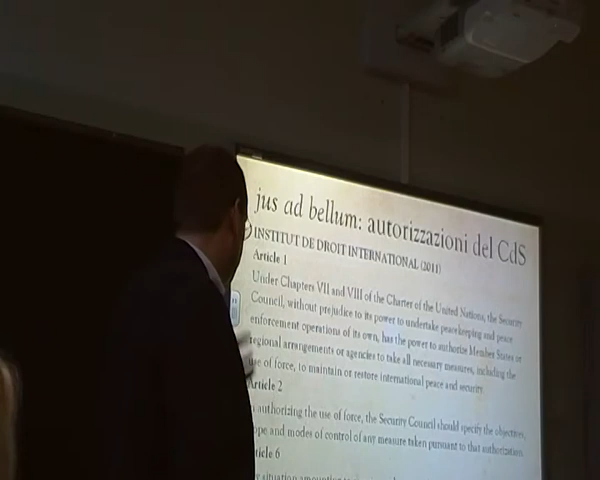 jus ad bellum: autorizzazioni del CdS
INSTITUT DE DROIT INTERNATIONAL (2011)
Article 1
Under Chapters VII and VIII of the Charter of the United Nations, the Security
Council, without prejudice to its power to undertake peacekeeping and peace
enforcement operations of its own, has the power to authorize Member States or
regional arrangements or agencies to take all necessary measures, including the
use of force, to maintain or restore international peace and security.
Article 2
authorizing the use of force, the Security Council should specify the objectives,
ope and modes of control of any measure taken pursuant to that authorization.
ticle 6
situation